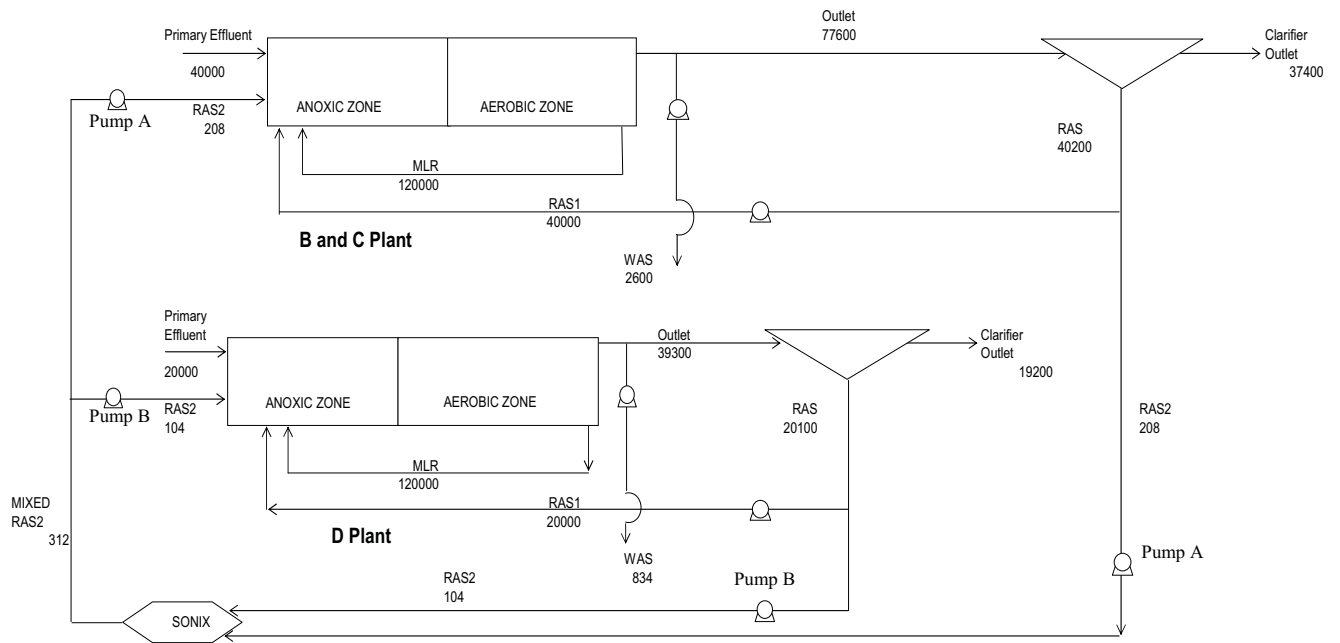 Outlet
77600
Primary Effluent
40000
Clarifier
Outlet
37400
ANOXIC ZONE
AEROBIC ZONE
Pump A
RAS2
208
RAS
40200
MLR
120000
RAS1
40000
B and C Plant
WAS
2600
Primary
Effluent
20000
Outlet
39300
Clarifier
Outlet
19200
ANOXIC ZONE
AEROBIC ZONE
Pump B
RAS2
104
RAS
20100
RAS2
208
MLR
120000
MIXED
RAS2
312
RAS1
20000
D Plant
WAS
834
Pump A
RAS2
104
Pump B
SONIX